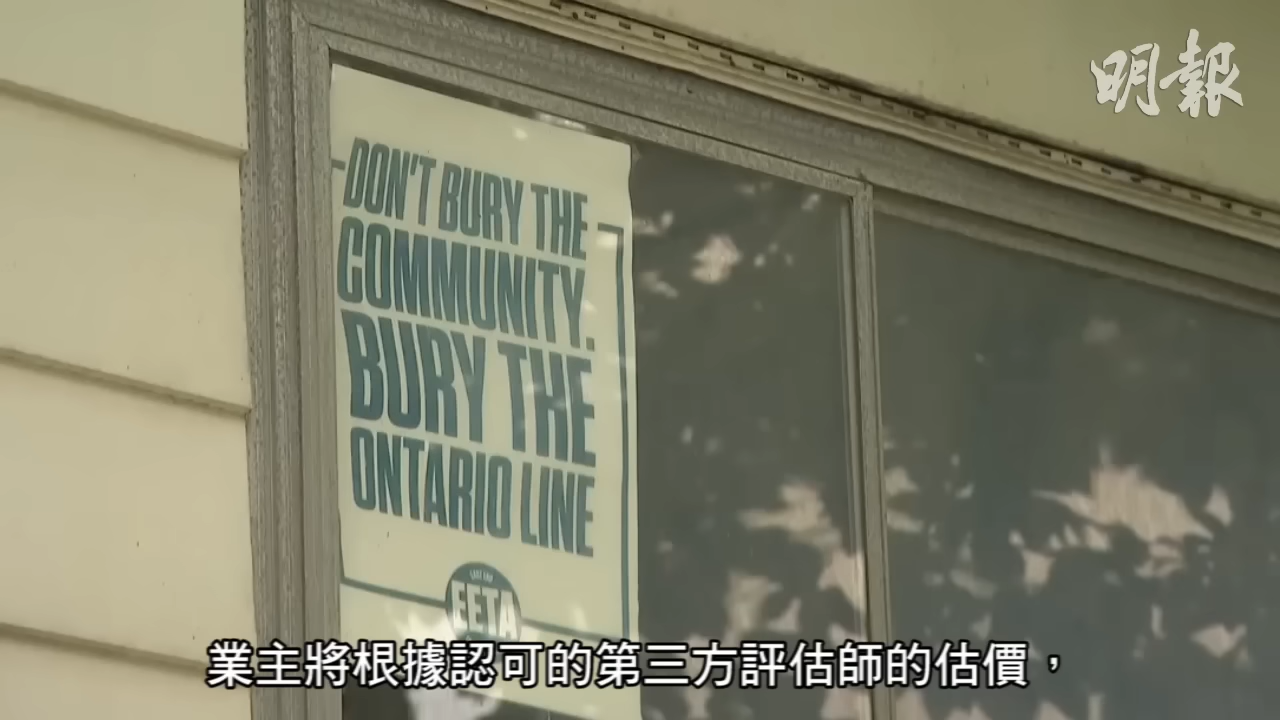 明報
DON'T BURY THE
COMMUNITY.
BURY THE
ONTARIO LINE
EETA
業主將根據認可的第三方評估師的估價，